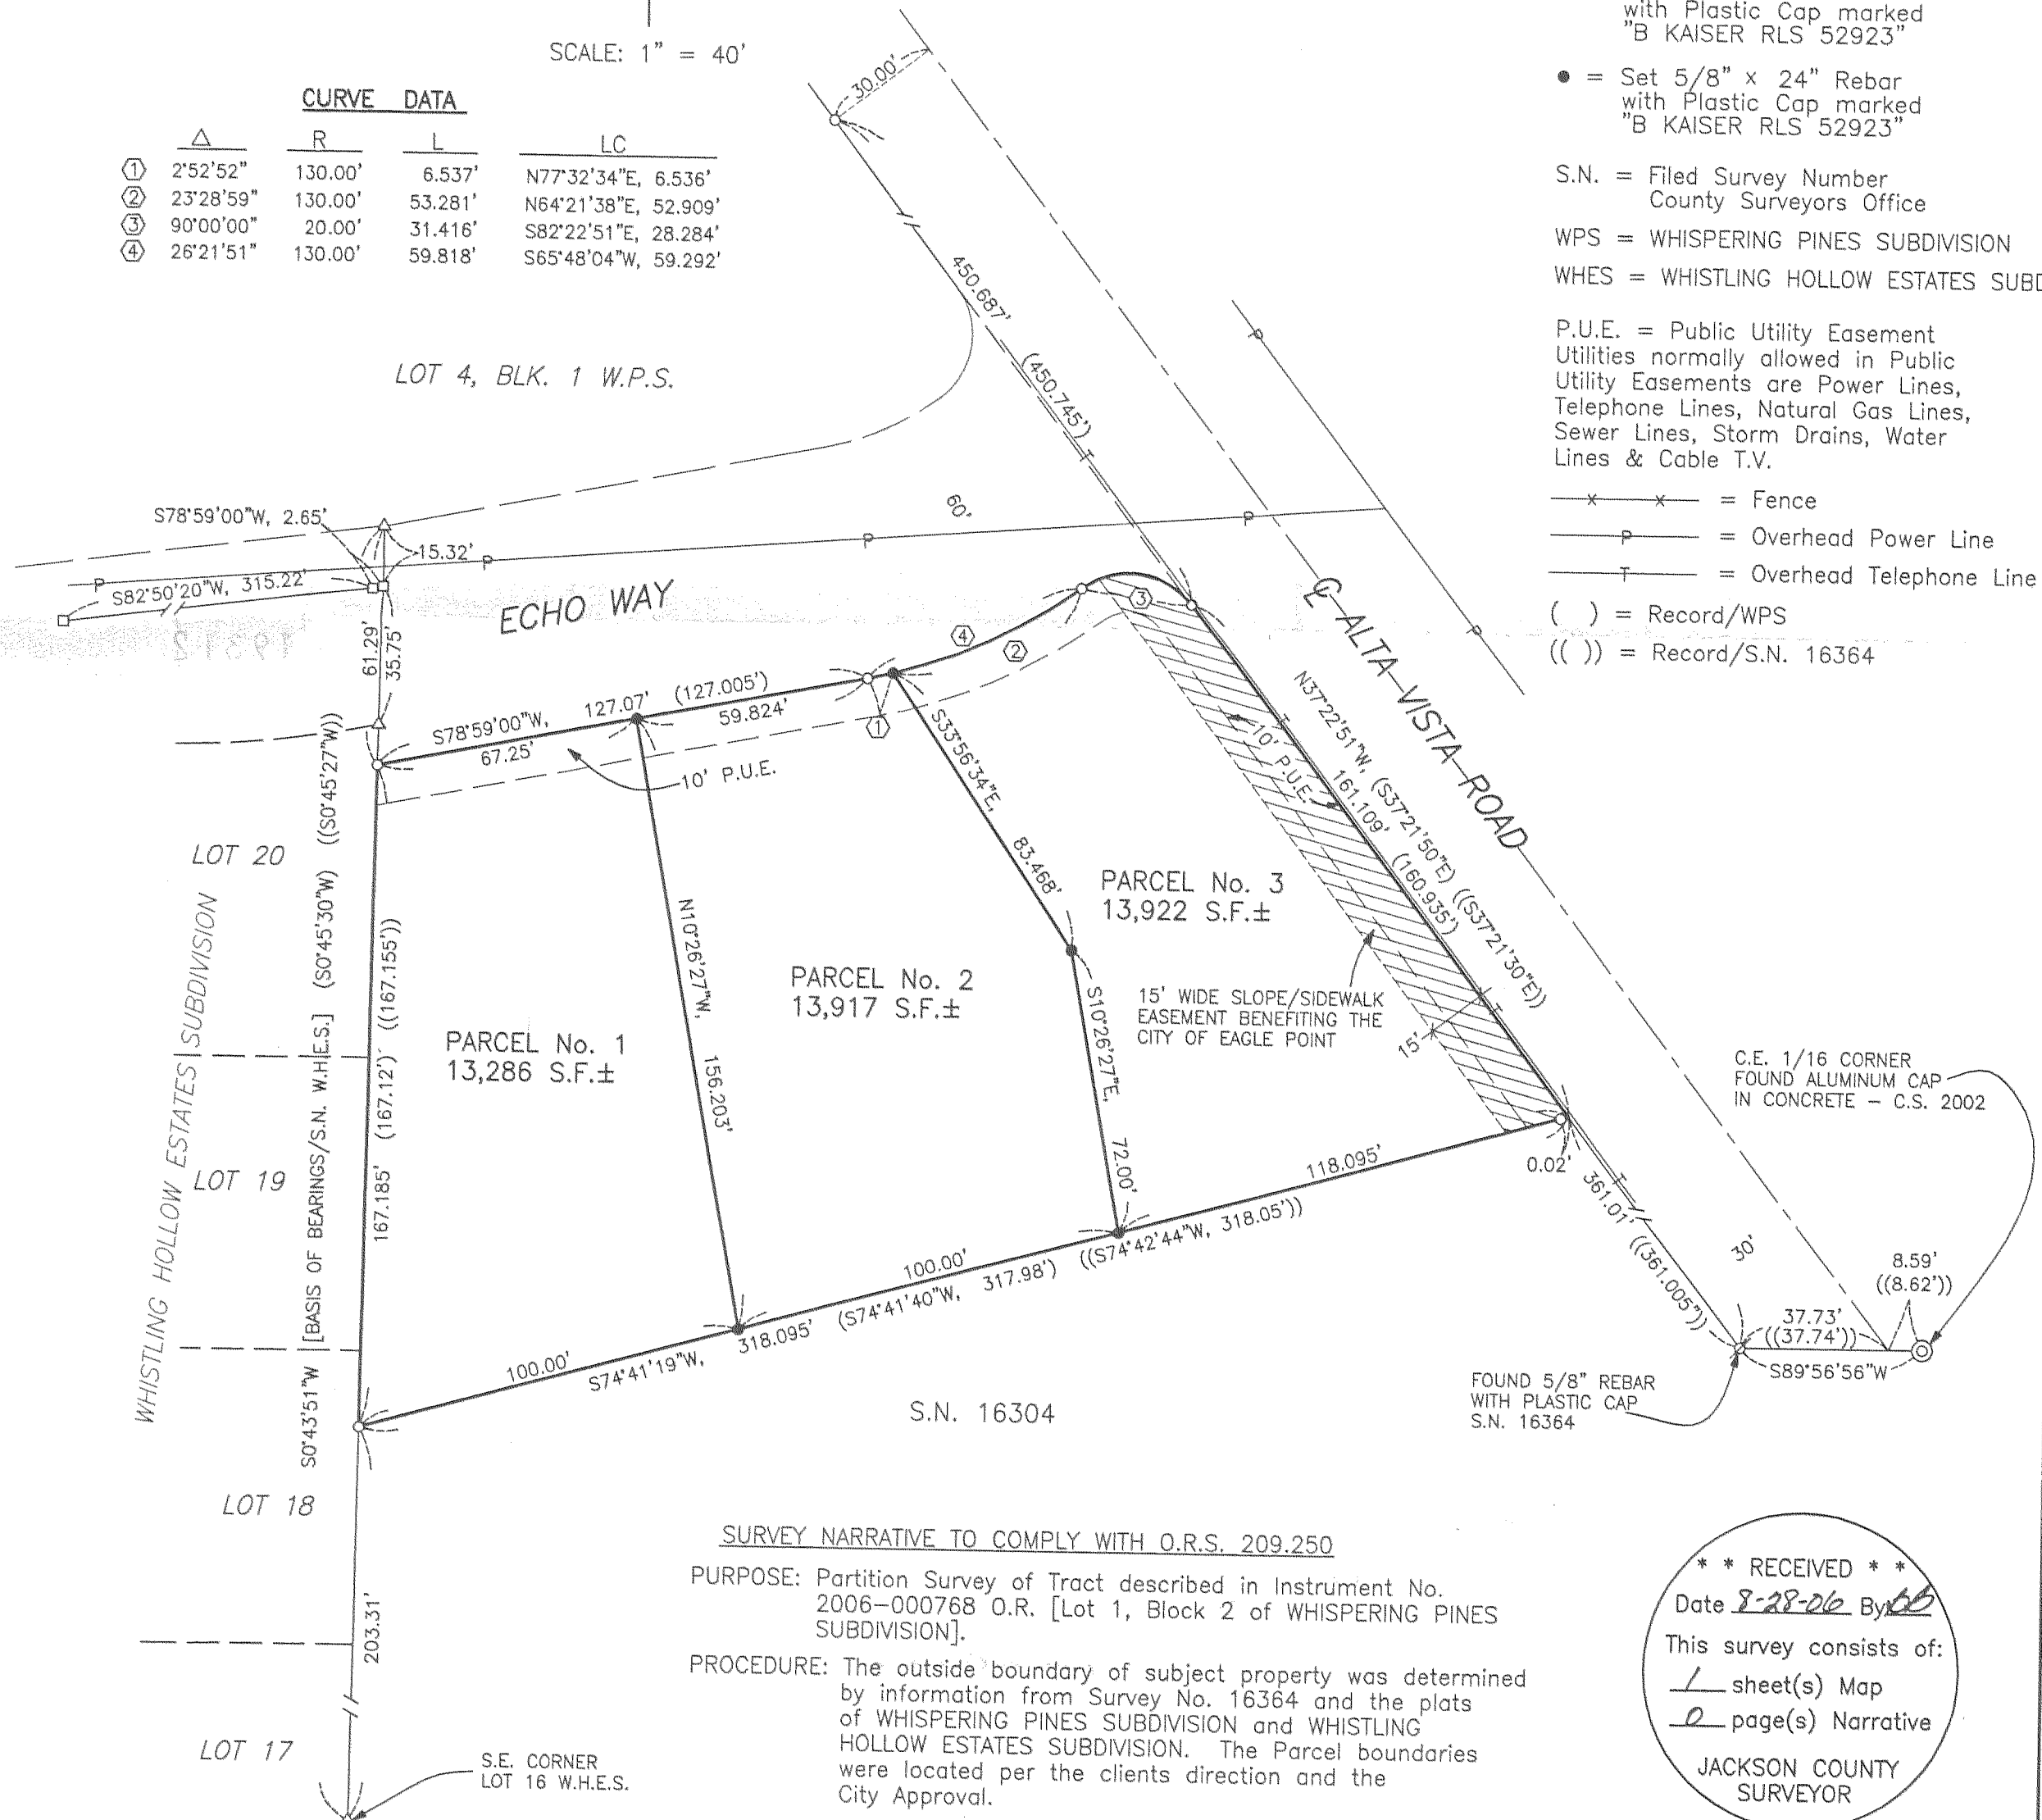 SCALE: 1" = 40'
CURVE DATA
△ R L LC
1 2°52'52" 130.00' 6.537' N77°32'34"E, 6.536'
2 23°28'59" 130.00' 53.281' N64°21'38"E, 52.909'
3 90°00'00" 20.00' 31.416' S82°22'51"E, 28.284'
4 26°21'51" 130.00' 59.818' S65°48'04"W, 59.292'
with Plastic Cap marked
"B KAISER RLS 52923"
● = Set 5/8" x 24" Rebar
with Plastic Cap marked
"B KAISER RLS 52923"
S.N. = Filed Survey Number
County Surveyors Office
WPS = WHISPERING PINES SUBDIVISION
WHES = WHISTLING HOLLOW ESTATES SUBD
P.U.E. = Public Utility Easement
Utilities normally allowed in Public
Utility Easements are Power Lines,
Telephone Lines, Natural Gas Lines,
Sewer Lines, Storm Drains, Water
Lines & Cable T.V.
x x = Fence
P = Overhead Power Line
T = Overhead Telephone Line
( ) = Record/WPS
(( )) = Record/S.N. 16364
30.00'
450.687'
(450.745')
T
LOT 4, BLK. 1 W.P.S.
60'
P
P
P
P
P
P
S78°59'00"W, 2.65'
15.32'
S82°50'20"W, 315.22'
61.29'
35.75'
19312
ECHO WAY
℄ ALTA VISTA ROAD
4
2
3
1
S78°59'00"W, 127.07' (127.005')
67.25'
59.824'
10' P.U.E.
S33°56'34"E,
83.468'
10' P.U.E.
N37°22'51"W, (S37°21'50"E) ((S37°21'30"E))
161.109' (160.935')
LOT 20
WHISTLING HOLLOW ESTATES SUBDIVISION
S0°43'51"W [BASIS OF BEARINGS/S.N. W.H.E.S.] (S0°45'30"W) ((S0°45'27"W))
167.185' (167.12') ((167.155'))
N10°26'27"W,
156.203'
PARCEL No. 3
13,922 S.F.±
PARCEL No. 2
13,917 S.F.±
PARCEL No. 1
13,286 S.F.±
S10°26'27"E,
72.00'
15' WIDE SLOPE/SIDEWALK
EASEMENT BENEFITING THE
CITY OF EAGLE POINT
15'
T
T
C.E. 1/16 CORNER
FOUND ALUMINUM CAP
IN CONCRETE – C.S. 2002
LOT 19
118.095'
0.02'
T
361.01' ((361.005'))
30'
8.59'
((8.62'))
37.73'
((37.74'))
S89°56'56"W
100.00'
((S74°42'44"W, 318.05'))
318.095' (S74°41'40"W, 317.98')
100.00'
S74°41'19"W,
FOUND 5/8" REBAR
WITH PLASTIC CAP
S.N. 16364
S.N. 16304
LOT 18
203.31'
LOT 17
S.E. CORNER
LOT 16 W.H.E.S.
SURVEY NARRATIVE TO COMPLY WITH O.R.S. 209.250
PURPOSE: Partition Survey of Tract described in Instrument No.
2006–000768 O.R. [Lot 1, Block 2 of WHISPERING PINES
SUBDIVISION].
PROCEDURE: The outside boundary of subject property was determined
by information from Survey No. 16364 and the plats
of WHISPERING PINES SUBDIVISION and WHISTLING
HOLLOW ESTATES SUBDIVISION. The Parcel boundaries
were located per the clients direction and the
City Approval.
* * RECEIVED * *
Date 8-28-06 By bb
This survey consists of:
1 sheet(s) Map
0 page(s) Narrative
JACKSON COUNTY
SURVEYOR